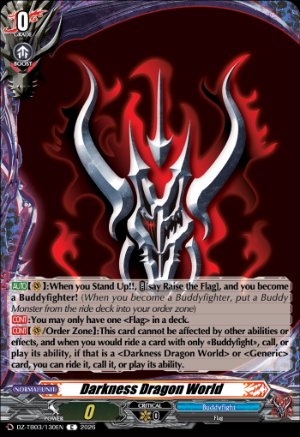 0
GRADE
BOOST
AUTO[ ]:When you Stand Up!!, [say Raise the Flag], and you become
a Buddyfighter! (When you become a Buddyfighter, put a Buddy
Monster from the ride deck into your order zone)
CONT:You may only have one <Flag> in a deck.
CONT[ /Order Zone]:This card cannot be affected by other abilities or
effects, and when you would ride a card with only «Buddyfight», call, or
play its ability, if that is a <Darkness Dragon World> or <Generic>
card, you can ride it, call it, or play its ability.
NORMAL UNIT
Darkness Dragon World
POWER 0
CRITICAL 0
Buddyfight
Flag
DZ-TB03/130EN C 2026